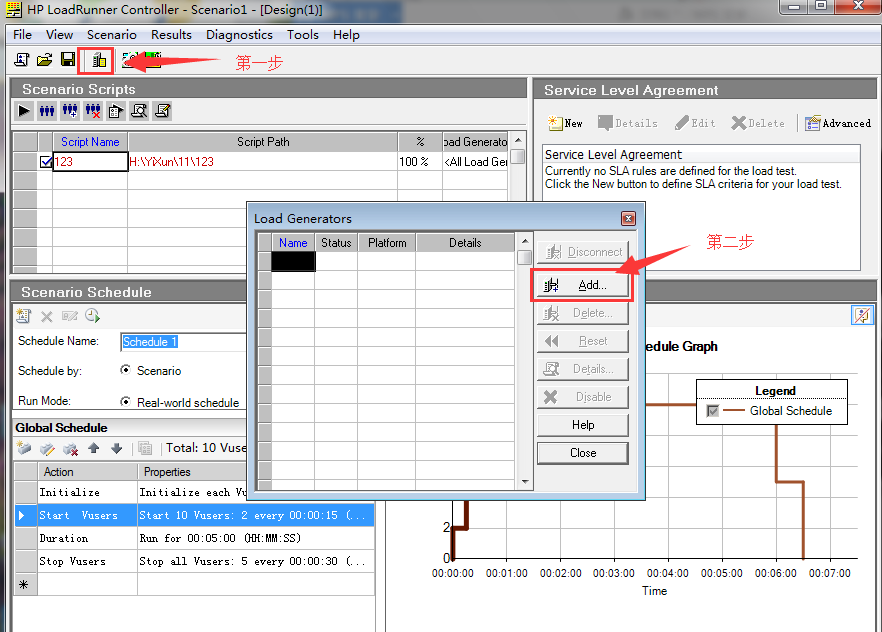 HP LoadRunner Controller - Scenario1 - [Design(1)]
File View Scenario Results Diagnostics Tools Help
第一步
Scenario Scripts
Service Level Agreement
New Details Edit Delete Advanced
Script Name Script Path % oad Generato
123 H:\YiXun\11\123 100 % <All Load Ger
Service Level Agreement
Currently no SLA rules are defined for the load test.
Click the New button to define SLA criteria for your load test.
Load Generators
Name Status Platform Details
Disconnect
第二步
Add...
Delete...
Reset
Details...
Disable
Help
Close
Scenario Schedule
Schedule Name: Schedule 1
Schedule by: Scenario
Run Mode: Real-world schedule
Global Schedule
Total: 10 Vuse
Action Properties
Initialize Initialize each Vu
Start Vusers Start 10 Vusers: 2 every 00:00:15 (...
Duration Run for 00:05:00 (HH:MM:SS)
Stop Vusers Stop all Vusers: 5 every 00:00:30 (...
*
edule Graph
Legend
Global Schedule
2
0
00:00:00 00:01:00 00:02:00 00:03:00 00:04:00 00:05:00 00:06:00 00:07:00
Time